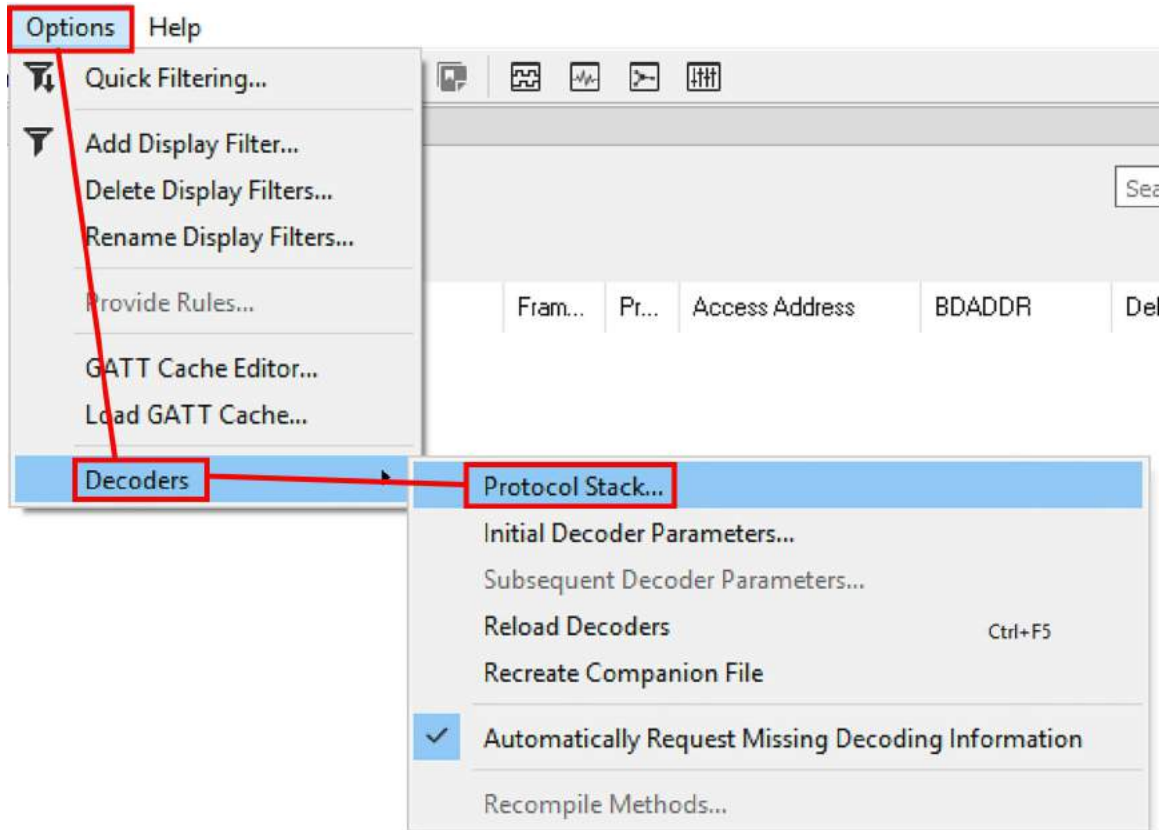 Options Help
Quick Filtering...
Add Display Filter...
Delete Display Filters...
Rename Display Filters...
Provide Rules...
GATT Cache Editor...
Load GATT Cache...
Decoders
Sea
Fram... Pr... Access Address BDADDR Del
Protocol Stack...
Initial Decoder Parameters...
Subsequent Decoder Parameters...
Reload Decoders Ctrl+F5
Recreate Companion File
Automatically Request Missing Decoding Information
Recompile Methods...